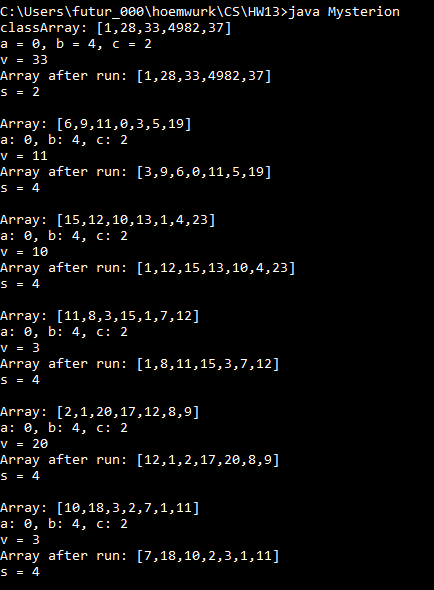 C:\Users\futur_000\hoemwurk\CS\HW13>java Mysterion
classArray: [1,28,33,4982,37]
a = 0, b = 4, c = 2
v = 33
Array after run: [1,28,33,4982,37]
s = 2
Array: [6,9,11,0,3,5,19]
a: 0, b: 4, c: 2
v = 11
Array after run: [3,9,6,0,11,5,19]
s = 4
Array: [15,12,10,13,1,4,23]
a: 0, b: 4, c: 2
v = 10
Array after run: [1,12,15,13,10,4,23]
s = 4
Array: [11,8,3,15,1,7,12]
a: 0, b: 4, c: 2
v = 3
Array after run: [1,8,11,15,3,7,12]
s = 4
Array: [2,1,20,17,12,8,9]
a: 0, b: 4, c: 2
v = 20
Array after run: [12,1,2,17,20,8,9]
s = 4
Array: [10,18,3,2,7,1,11]
a: 0, b: 4, c: 2
v = 3
Array after run: [7,18,10,2,3,1,11]
s = 4